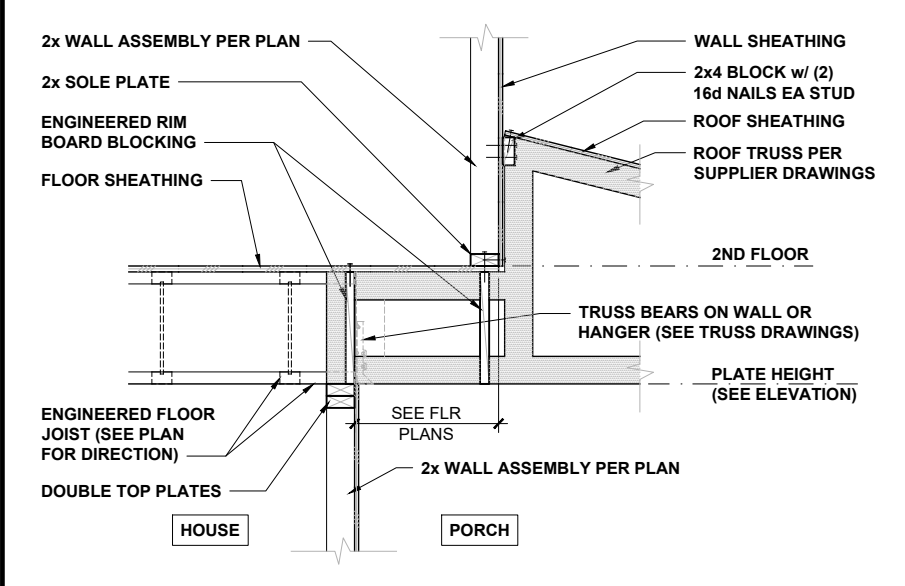 2x WALL ASSEMBLY PER PLAN
2x SOLE PLATE
ENGINEERED RIM
BOARD BLOCKING
FLOOR SHEATHING
WALL SHEATHING
2x4 BLOCK w/ (2)
16d NAILS EA STUD
ROOF SHEATHING
ROOF TRUSS PER
SUPPLIER DRAWINGS
2ND FLOOR
TRUSS BEARS ON WALL OR
HANGER (SEE TRUSS DRAWINGS)
PLATE HEIGHT
(SEE ELEVATION)
ENGINEERED FLOOR
JOIST (SEE PLAN
FOR DIRECTION)
SEE FLR
PLANS
DOUBLE TOP PLATES
2x WALL ASSEMBLY PER PLAN
HOUSE
PORCH